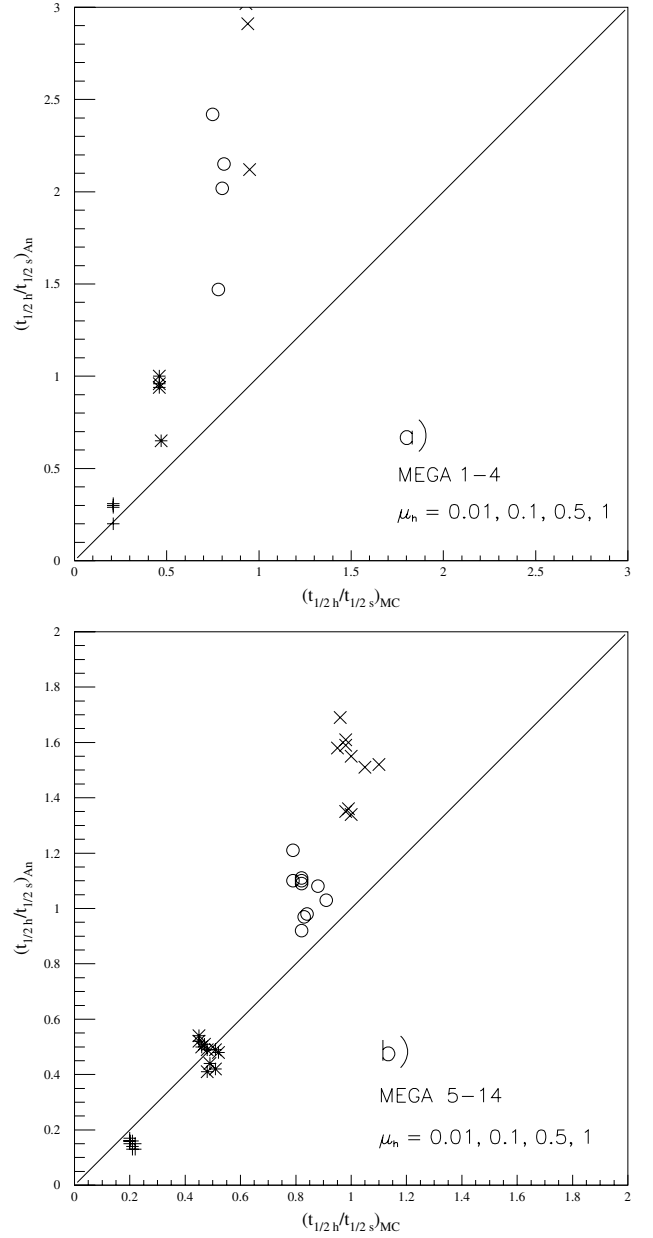 3
2.5
2
1.5
1
0.5
0
(t1/2 h/t1/2 s)An
a)
MEGA 1−4
μh = 0.01, 0.1, 0.5, 1
0 0.5 1 1.5 2 2.5 3
(t1/2 h/t1/2 s)MC
2
1.8
1.6
1.4
1.2
1
0.8
0.6
0.4
0.2
0
(t1/2 h/t1/2 s)An
b)
MEGA 5−14
μh = 0.01, 0.1, 0.5, 1
0 0.2 0.4 0.6 0.8 1 1.2 1.4 1.6 1.8 2
(t1/2 h/t1/2 s)MC